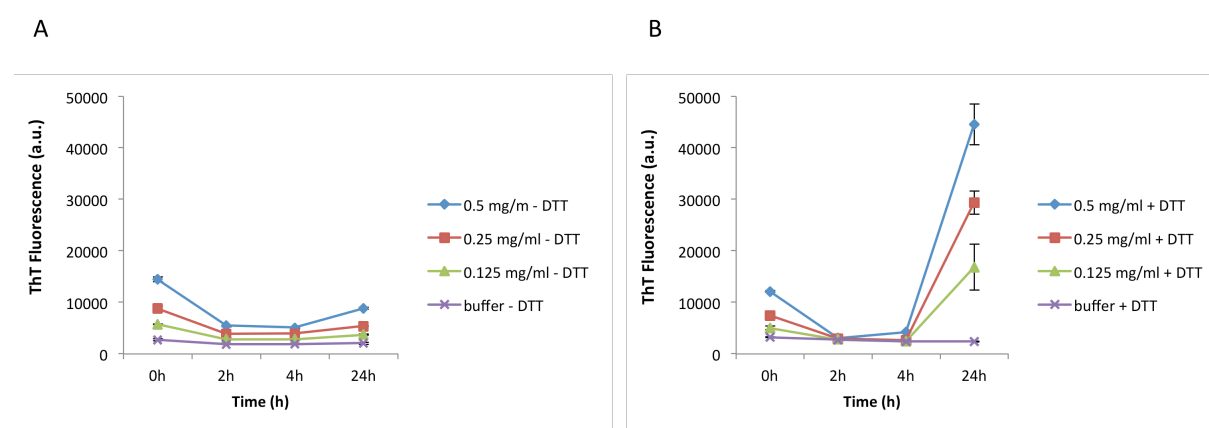 A
50000
40000
30000
20000
10000
0
ThT Fluorescence (a.u.)
0h 2h 4h 24h
Time (h)
0.5 mg/m - DTT
0.25 mg/ml - DTT
0.125 mg/ml - DTT
buffer - DTT
B
50000
40000
30000
20000
10000
0
ThT Fluorescence (a.u.)
0h 2h 4h 24h
Time (h)
0.5 mg/ml + DTT
0.25 mg/ml + DTT
0.125 mg/ml + DTT
buffer + DTT